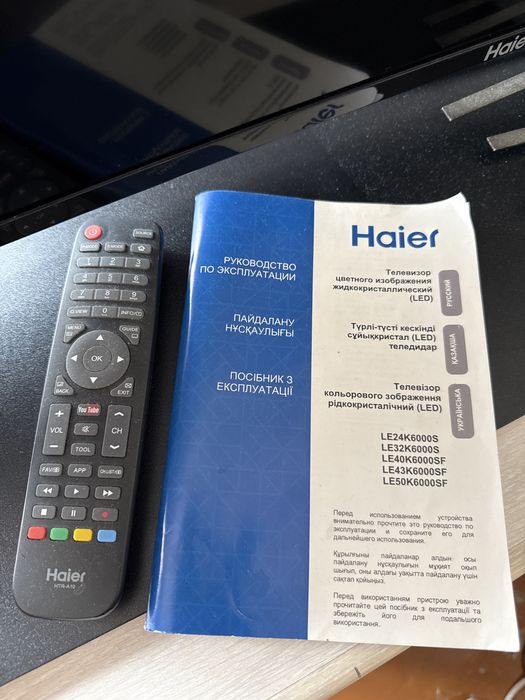 Haier
SOURCE
P.MODE
S.MODE
1
2
3
4
5
6
7
8
9
Q.VIEW
0
INFO/CD
MENU
GUIDE
OK
BACK
EXIT
+
You Tube
VOL
CH
-
TOOL
FAV
APP
CH.LIST
Haier
HTR-A10
РУКОВОДСТВО
ПО ЭКСПЛУАТАЦИИ
ПАЙДАЛАНУ
НҰСҚАУЛЫҒЫ
ПОСІБНИК З
ЕКСПЛУАТАЦІЇ
Haier
Телевизор
цветного изображения
жидкокристаллический
(LED)
РУССКИЙ
Түрлі-түсті кескінді
сұйықкристал (LED)
теледидар
ҚАЗАҚША
Телевізор
кольорового зображення
рідкокристалічний (LED)
УКРАЇНСЬКА
LE24K6000S
LE32K6000S
LE40K6000SF
LE43K6000SF
LE50K6000SF
Перед использованием устройства
внимательно прочтите это руководство по
эксплуатации и сохраните его для
дальнейшего использования.
Құрылғыны пайдаланар алдын: осы
пайдалану нұсқаулығын мұқият оқып
шығып, оны алдағы уақытта пайдалану үшін
сақтап қойыңыз.
Перед використанням пристрою уважно
прочитайте цей посібник з експлуатації та
збережіть його для подальшого
використання.